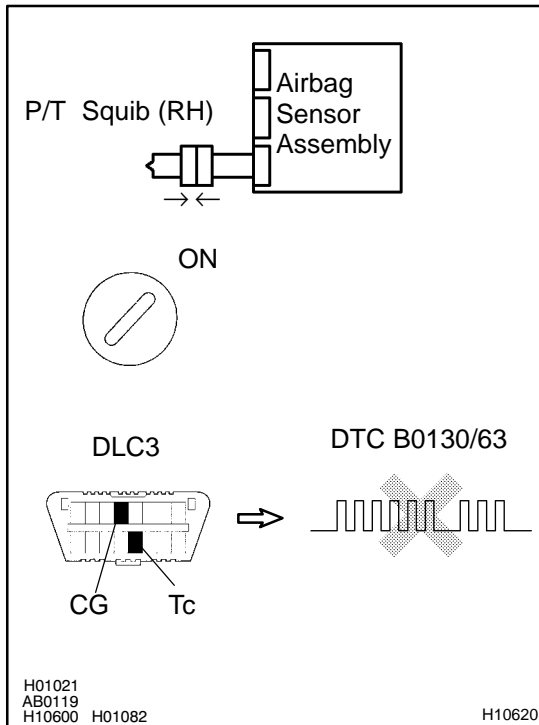 Airbag
Sensor
Assembly
P/T Squib (RH)
ON
DLC3
DTC B0130/63
CG
Tc
H01021
AB0119
H10600 H01082
H10620